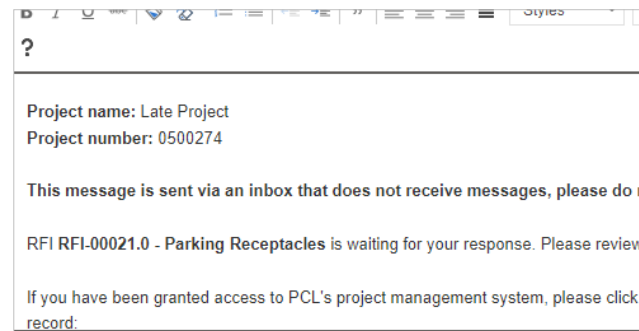 B I U abc ”
Styles
?
Project name: Late Project
Project number: 0500274
This message is sent via an inbox that does not receive messages, please do
RFI RFI-00021.0 - Parking Receptacles is waiting for your response. Please review
If you have been granted access to PCL's project management system, please click
record: